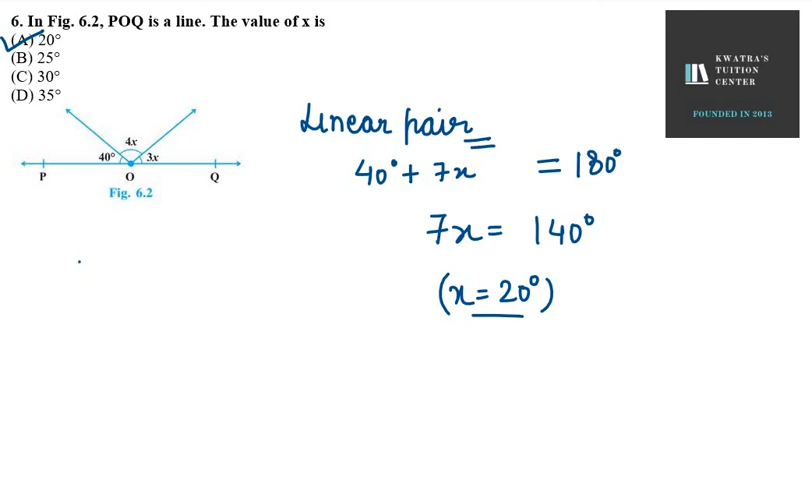 6. In Fig. 6.2, POQ is a line. The value of x is
(A) 20°
(B) 25°
(C) 30°
(D) 35°
4x
40° 3x
P O Q
Fig. 6.2
Linear pair
40° + 7x = 180°
7x = 140°
(x = 20°)
KWATRA'S
TUITION
CENTER
FOUNDED IN 2013